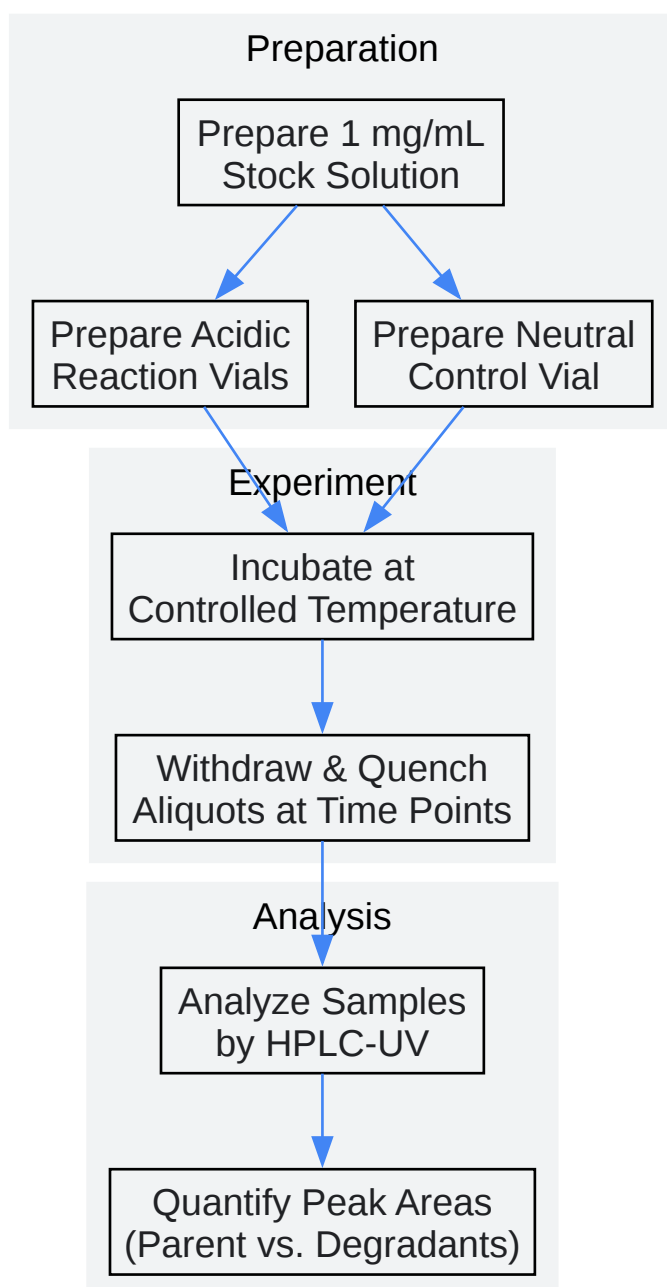 Preparation
Prepare 1 mg/mL
Stock Solution
Prepare Acidic
Reaction Vials
Prepare Neutral
Control Vial
Experiment
Incubate at
Controlled Temperature
Withdraw & Quench
Aliquots at Time Points
Analysis
Analyze Samples
by HPLC-UV
Quantify Peak Areas
(Parent vs. Degradants)